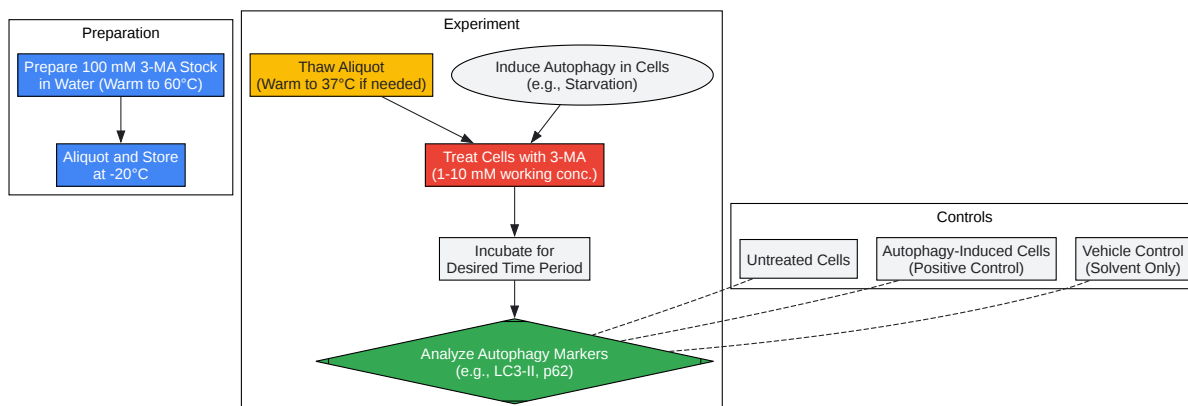 Preparation
Prepare 100 mM 3-MA Stock
in Water (Warm to 60°C)
Aliquot and Store
at -20°C
Experiment
Thaw Aliquot
(Warm to 37°C if needed)
Induce Autophagy in Cells
(e.g., Starvation)
Treat Cells with 3-MA
(1-10 mM working conc.)
Incubate for
Desired Time Period
Analyze Autophagy Markers
(e.g., LC3-II, p62)
Controls
Untreated Cells
Autophagy-Induced Cells
(Positive Control)
Vehicle Control
(Solvent Only)